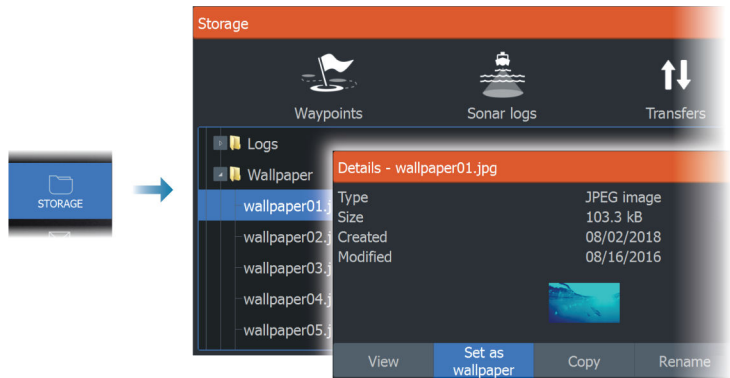 Storage
Waypoints
Sonar logs
Transfers
Logs
Wallpaper
STORAGE
wallpaper01.j
wallpaper02.j
wallpaper03.j
wallpaper04.j
wallpaper05.j
Details - wallpaper01.jpg
Type JPEG image
Size 103.3 kB
Created 08/02/2018
Modified 08/16/2016
View
Set as
wallpaper
Copy
Rename